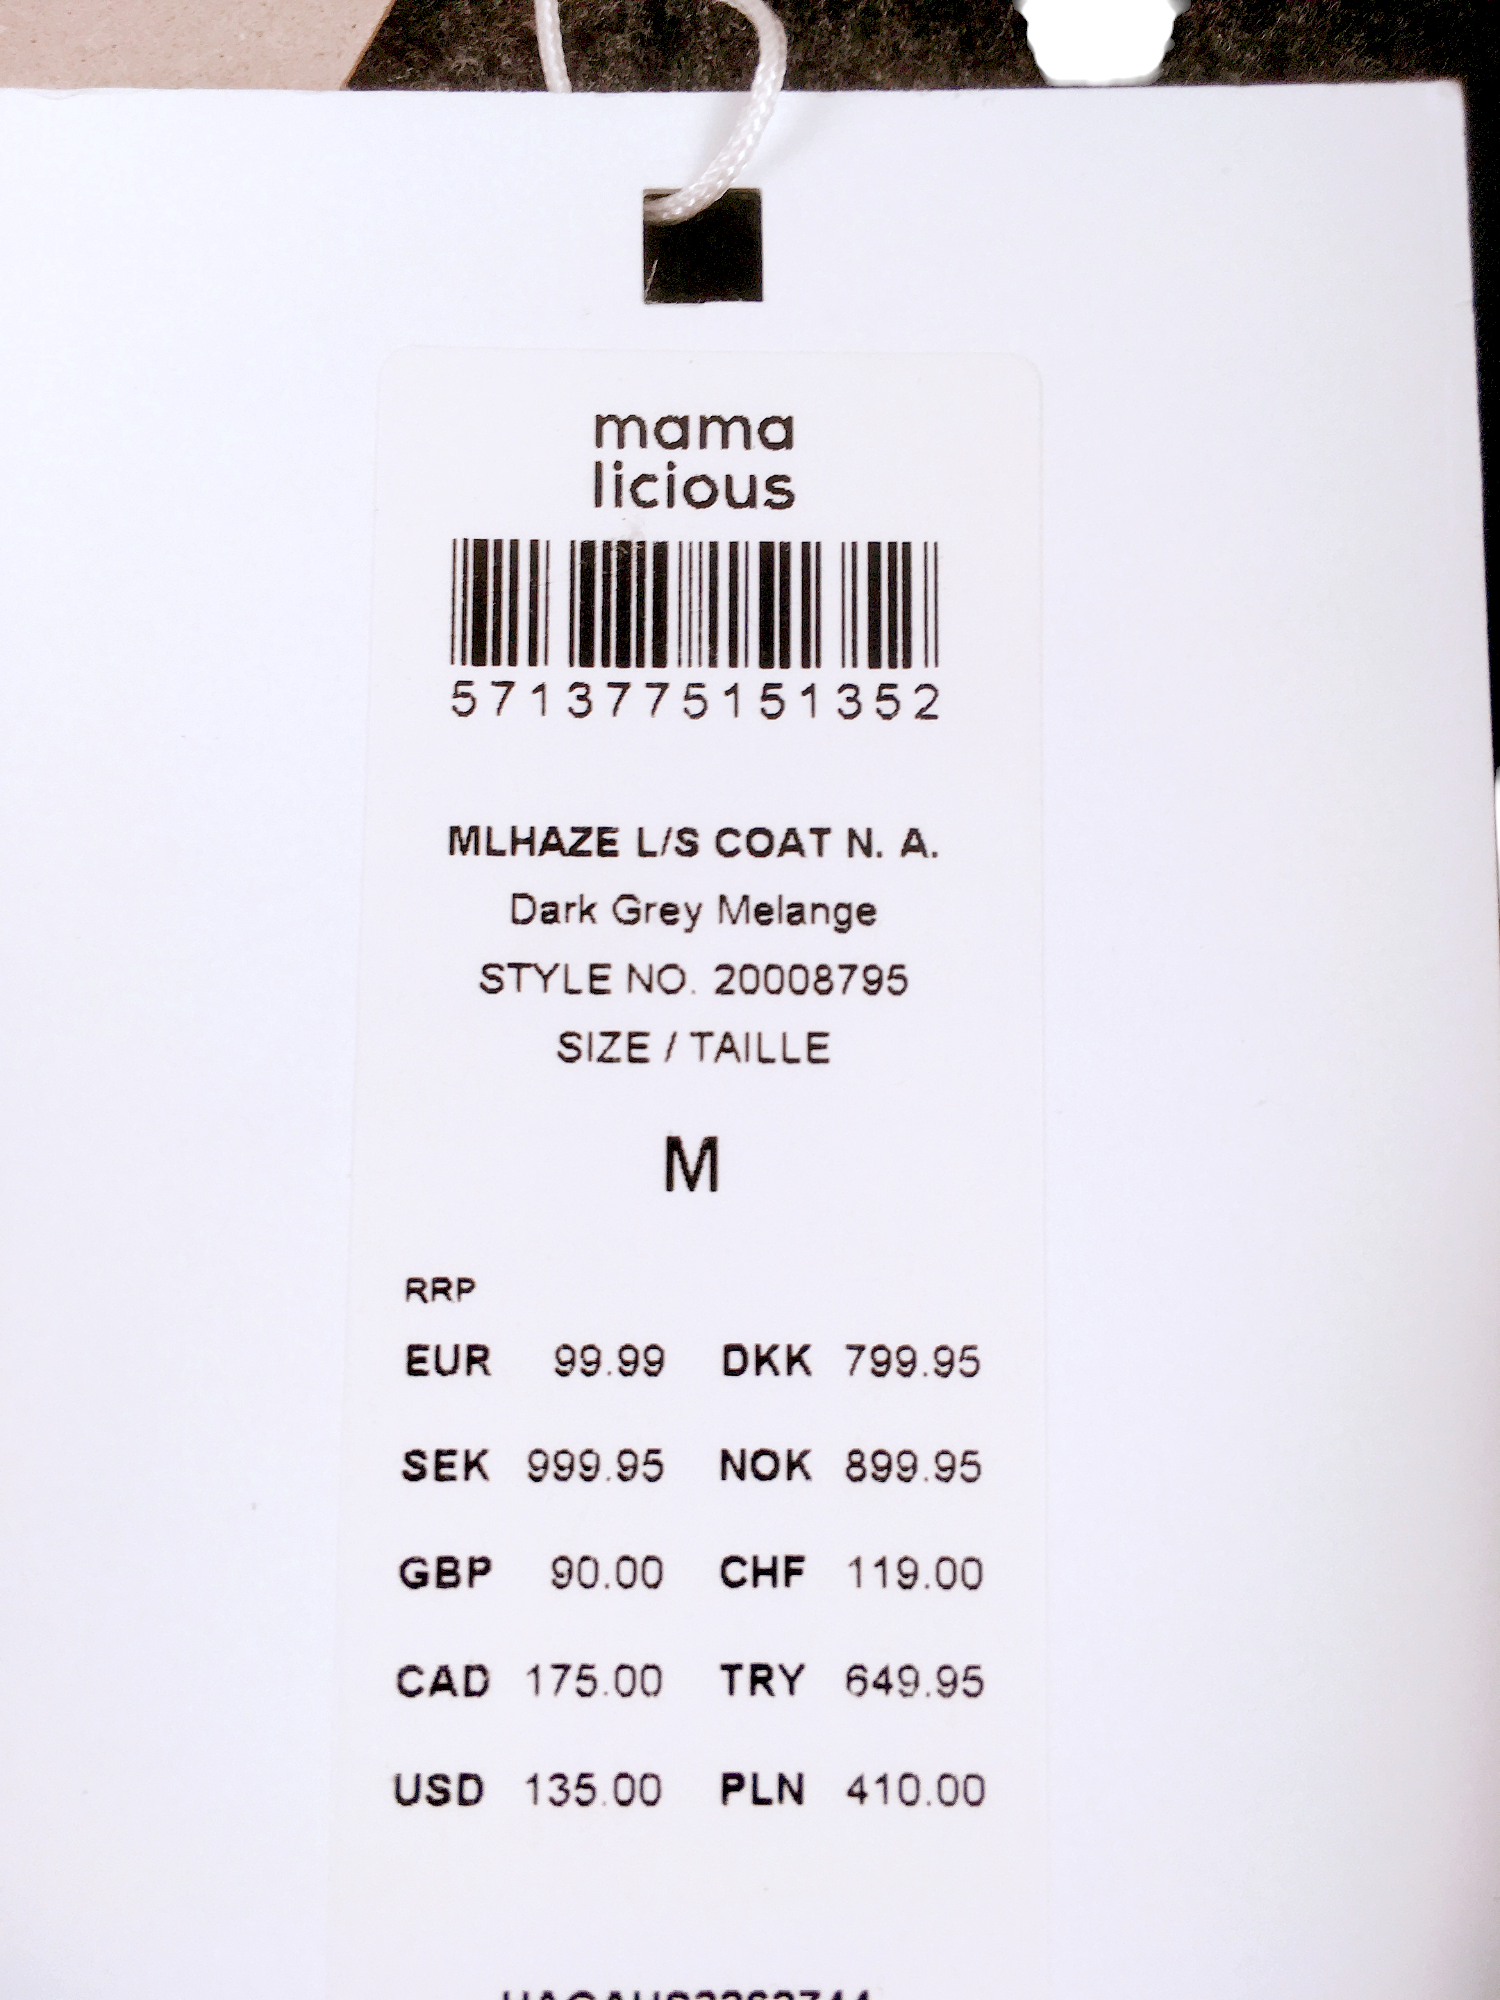 mama
licious
5713775151352
MLHAZE L/S COAT N. A.
Dark Grey Melange
STYLE NO. 20008795
SIZE / TAILLE
M
RRP
EUR 99.99 DKK 799.95
SEK 999.95 NOK 899.95
GBP 90.00 CHF 119.00
CAD 175.00 TRY 649.95
USD 135.00 PLN 410.00